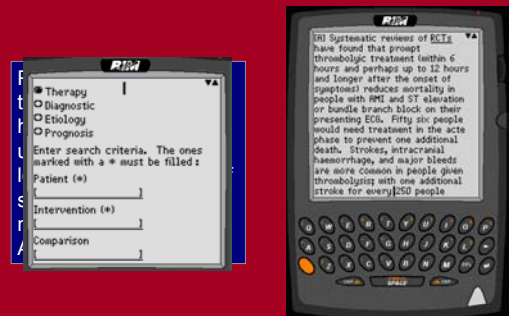 RIM
Therapy
Diagnostic
Etiology
Prognosis
Enter search criteria. The ones
marked with a * must be filled:
Patient (*)
[ ]
Intervention (*)
[ ]
Comparison
[ ]
RIM
[A] Systematic reviews of RCTs
have found that prompt
thrombolyic treatment (within 6
hours and perhaps up to 12 hours
and longer after the onset of
symptoms) reduces mortality in
people with AMI and ST elevation
or bundle branch block on their
presenting ECG. Fifty six people
would need treatment in the acte
phase to prevent one additional
death. Strokes, intracranial
haemorrhage, and major bleeds
are more common in people given
thrombolysis; with one additional
stroke for every 250 people
SPACE